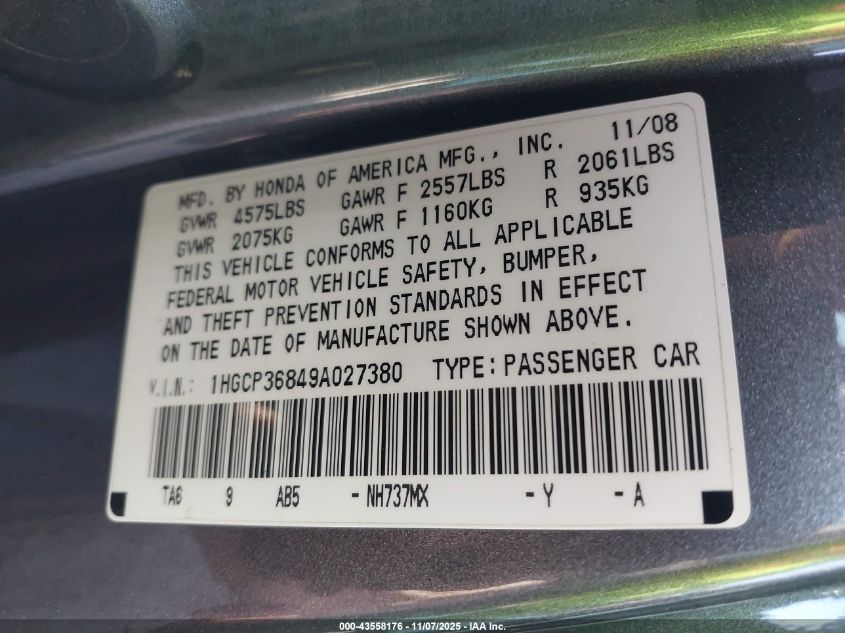 MFD. BY HONDA OF AMERICA MFG., INC. 11/08
GVWR 4575LBS GAWR F 2557LBS R 2061LBS
GVWR 2075KG GAWR F 1160KG R 935KG
THIS VEHICLE CONFORMS TO ALL APPLICABLE
FEDERAL MOTOR VEHICLE SAFETY, BUMPER,
AND THEFT PREVENTION STANDARDS IN EFFECT
ON THE DATE OF MANUFACTURE SHOWN ABOVE.
V.I.N.: 1HGCP36849A027380 TYPE: PASSENGER CAR
TA6 9 AB5 - NH737MX - Y - A
000-43558176 - 11/07/2025 - IAA Inc.